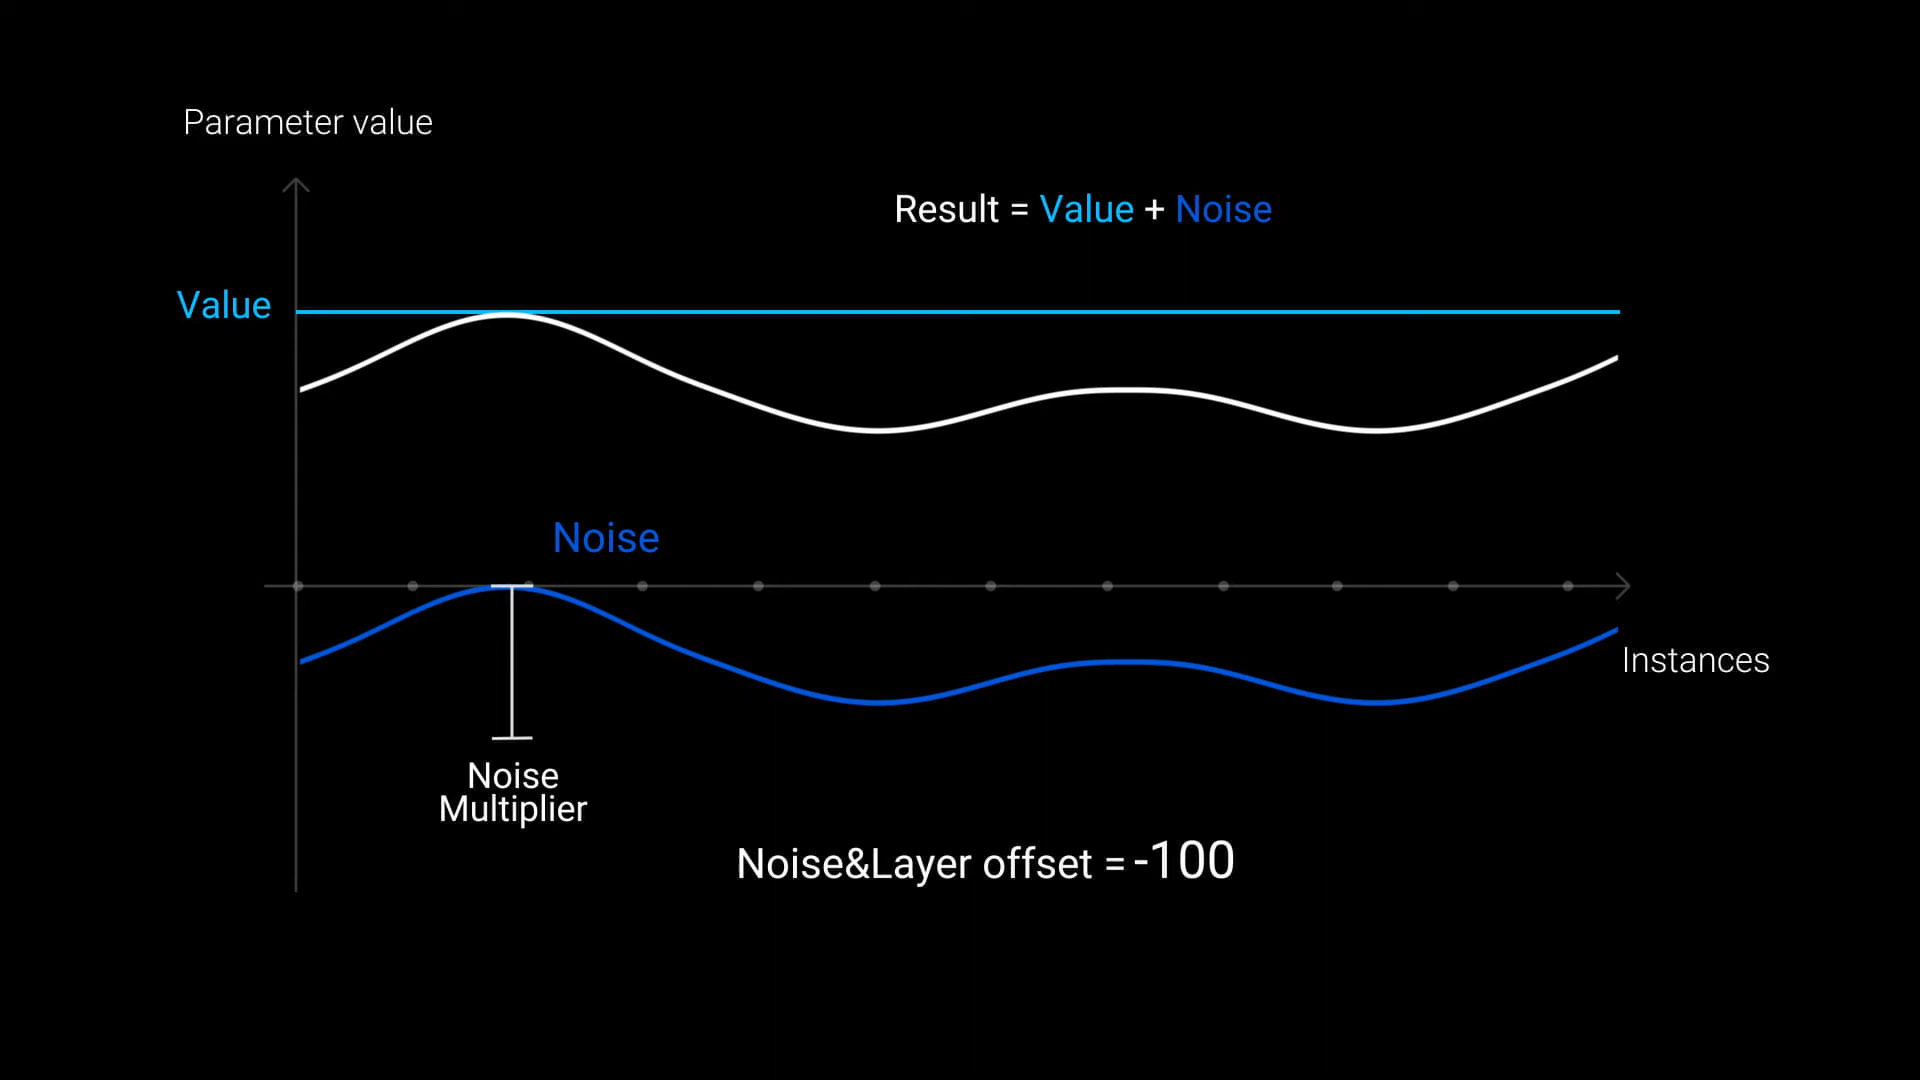 Parameter value
Result = Value + Noise
Value
Noise
Instances
Noise
Multiplier
Noise&Layer offset = -100